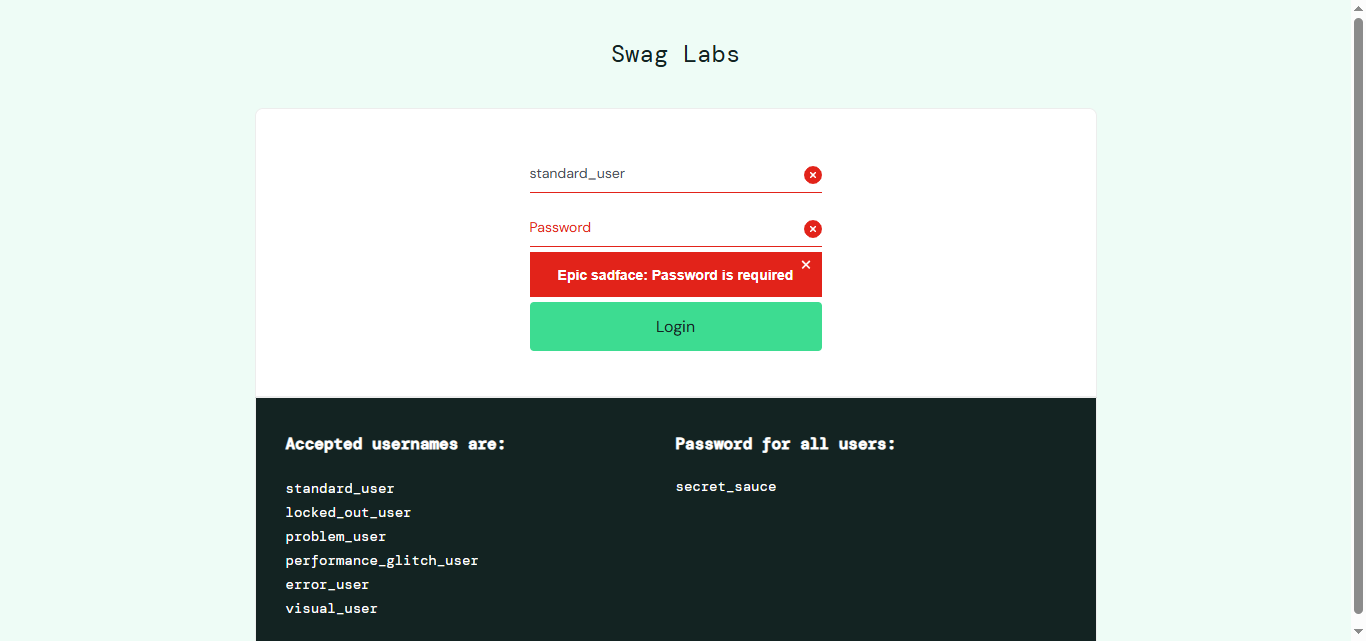 Swag Labs
standard_user
Password
Epic sadface: Password is required
Login
Accepted usernames are:
standard_user
locked_out_user
problem_user
performance_glitch_user
error_user
visual_user
Password for all users:
secret_sauce